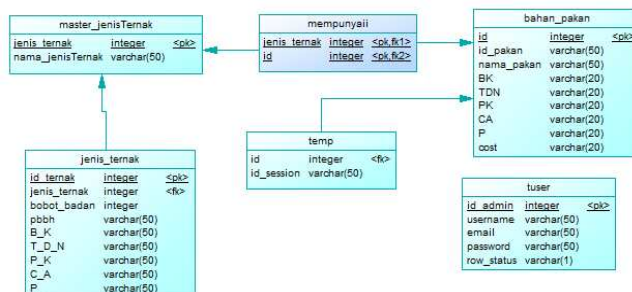 master_jenisTernak
jenis_ternak integer <pk>
nama_jenisTernak varchar(50)
mempunyaii
jenis_ternak integer <pk,fk1>
id integer <pk,fk2>
bahan_pakan
id integer <pk>
id_pakan varchar(50)
nama_pakan varchar(50)
BK varchar(20)
TDN varchar(20)
PK varchar(20)
CA varchar(20)
P varchar(20)
cost varchar(20)
temp
id integer <fk>
id_session varchar(50)
jenis_ternak
id_ternak integer <pk>
jenis_ternak integer <fk>
bobot_badan integer
pbbh varchar(50)
B_K varchar(50)
T_D_N varchar(50)
P_K varchar(50)
C_A varchar(50)
P varchar(50)
tuser
id_admin integer <pk>
username varchar(50)
email varchar(50)
password varchar(50)
row_status varchar(1)